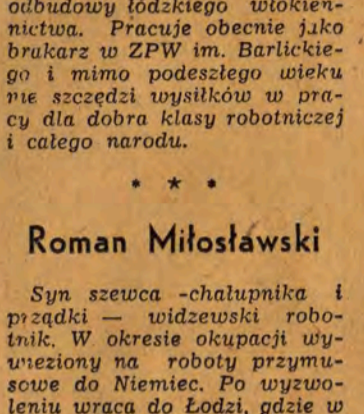 odbudowy łódzkiego włókien-
nictwa. Pracuje obecnie jako
brukarz w ZPW im. Barlickie-
go i mimo podeszłego wieku
nie szczędzi wysiłków w pra-
cy dla dobra klasy robotniczej
i całego narodu.
* * *
Roman Miłosławski
Syn szewca -chałupnika i
prządki — widzewski robo-
tnik. W okresie okupacji wy-
wieziony na roboty przymu-
sowe do Niemiec. Po wyzwo-
leniu wraca do Łodzi, gdzie w